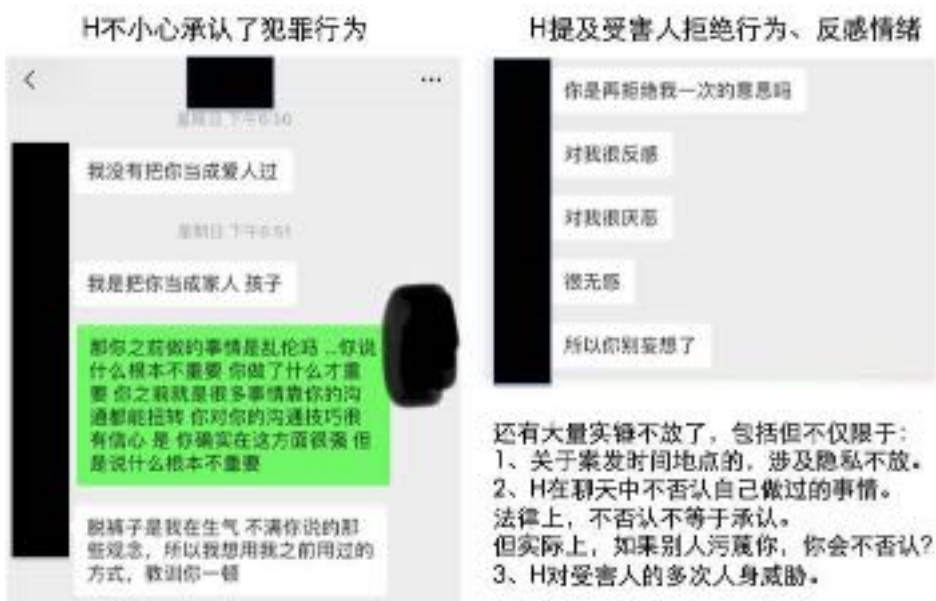 H不小心承认了犯罪行为
我没有把你当成爱人过
我是把你当成家人 孩子
那你之前做的事情是乱伦吗 ...你说
什么根本不重要 你做了什么才重
要 你之前就是很多事情靠你的沟
通都能扭转 你对你的沟通技巧很
有信心 是 你确实在这方面很强 但
是说什么根本不重要
脱裤子是我在生气 不满你说的那
些观念，所以我想用我之前用过的
方式，教训你一顿
H提及受害人拒绝行为、反感情绪
你是再拒绝我一次的意思吗
对我很反感
对我很厌恶
很无感
所以你别妄想了
还有大量实锤不放了，包括但不仅限于：
1、关于案发时间地点的，涉及隐私不放。
2、H在聊天中不否认自己做过的事情。
法律上，不否认不等于承认。
但实际上，如果别人污蔑你，你会不否认？
3、H对受害人的多次人身威胁。